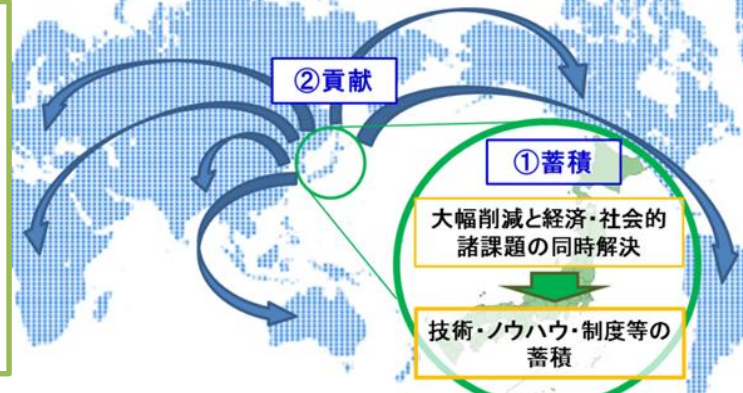 ②貢献
①蓄積
大幅削減と経済・社会的
諸課題の同時解決
技術・ノウハウ・制度等の
蓄積